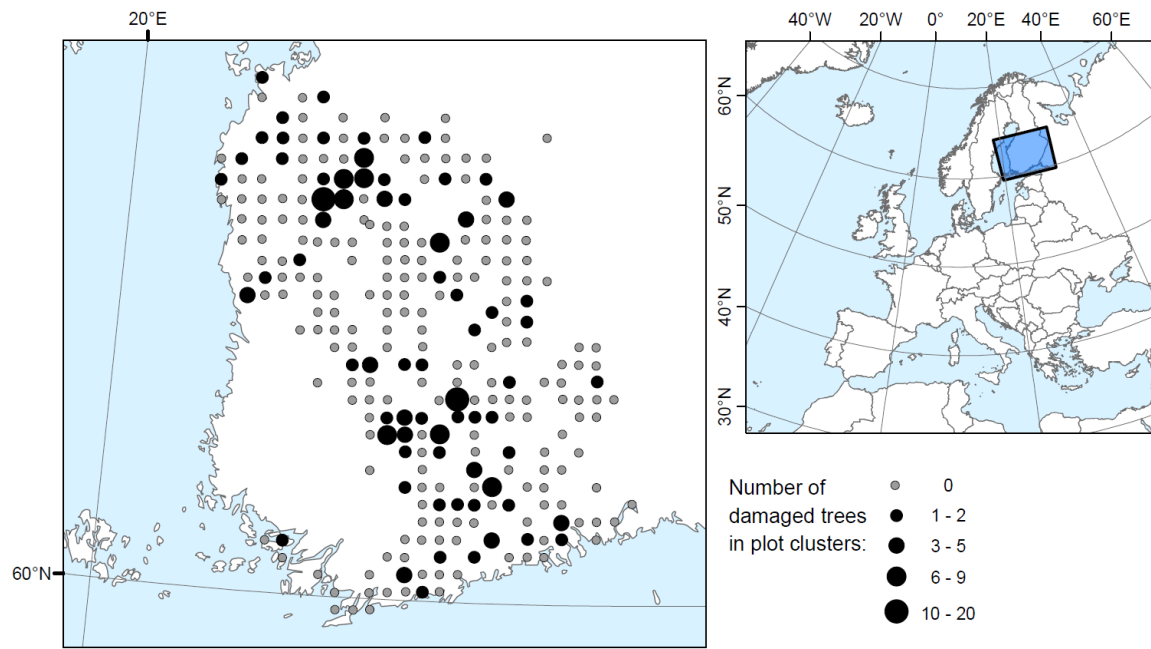 20°E
60°N
40°W 20°W 0° 20°E 40°E 60°E
60°N
50°N
40°N
30°N
Number of
damaged trees
in plot clusters:
0
1 - 2
3 - 5
6 - 9
10 - 20